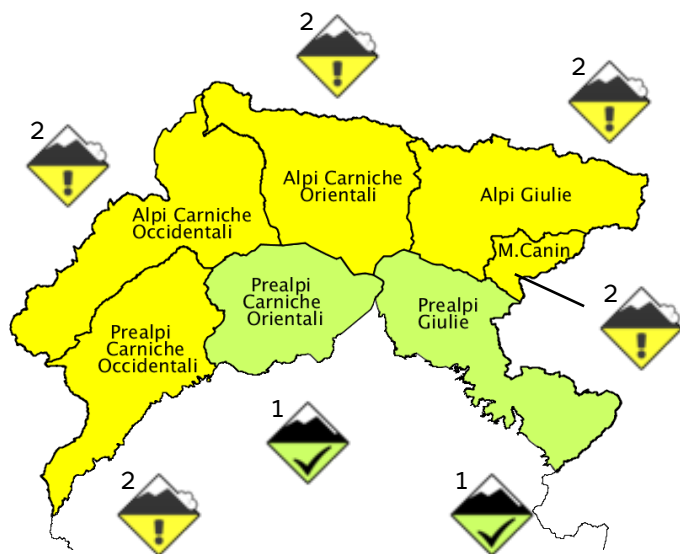 2
2
2
Alpi Carniche
Orientali
Alpi Giulie
Alpi Carniche
Occidentali
M.Canin
Prealpi
Carniche
Orientali
2
Prealpi
Giulie
Prealpi
Carniche
Occidentali
1
2
1